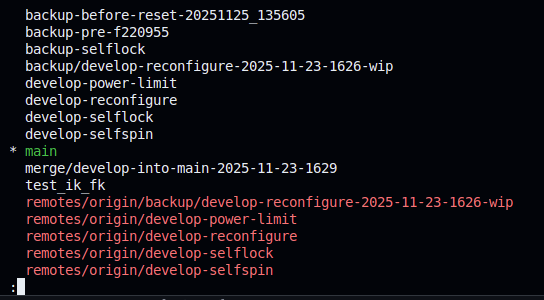 backup-before-reset-20251125_135605
backup-pre-f220955
backup-selflock
backup/develop-reconfigure-2025-11-23-1626-wip
develop-power-limit
develop-reconfigure
develop-selflock
develop-selfspin
* main
merge/develop-into-main-2025-11-23-1629
test_ik_fk
remotes/origin/backup/develop-reconfigure-2025-11-23-1626-wip
remotes/origin/develop-power-limit
remotes/origin/develop-reconfigure
remotes/origin/develop-selflock
remotes/origin/develop-selfspin
: